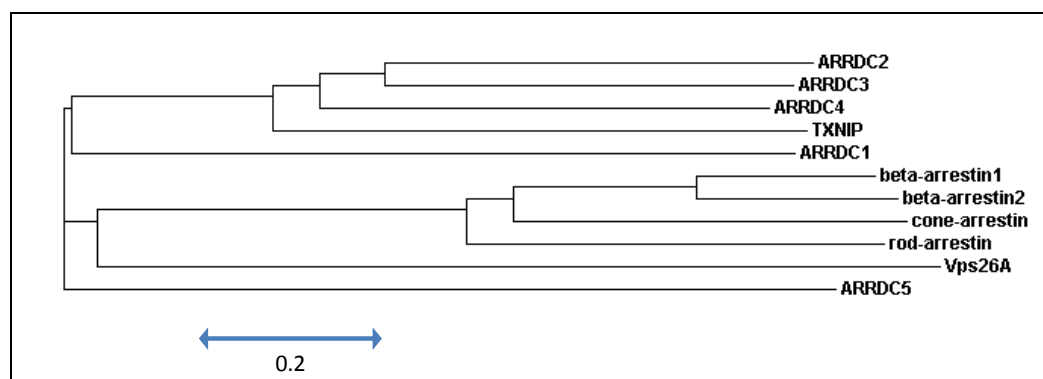 ARRDC2
ARRDC3
ARRDC4
TXNIP
ARRDC1
beta-arrestin1
beta-arrestin2
cone-arrestin
rod-arrestin
Vps26A
ARRDC5
0.2